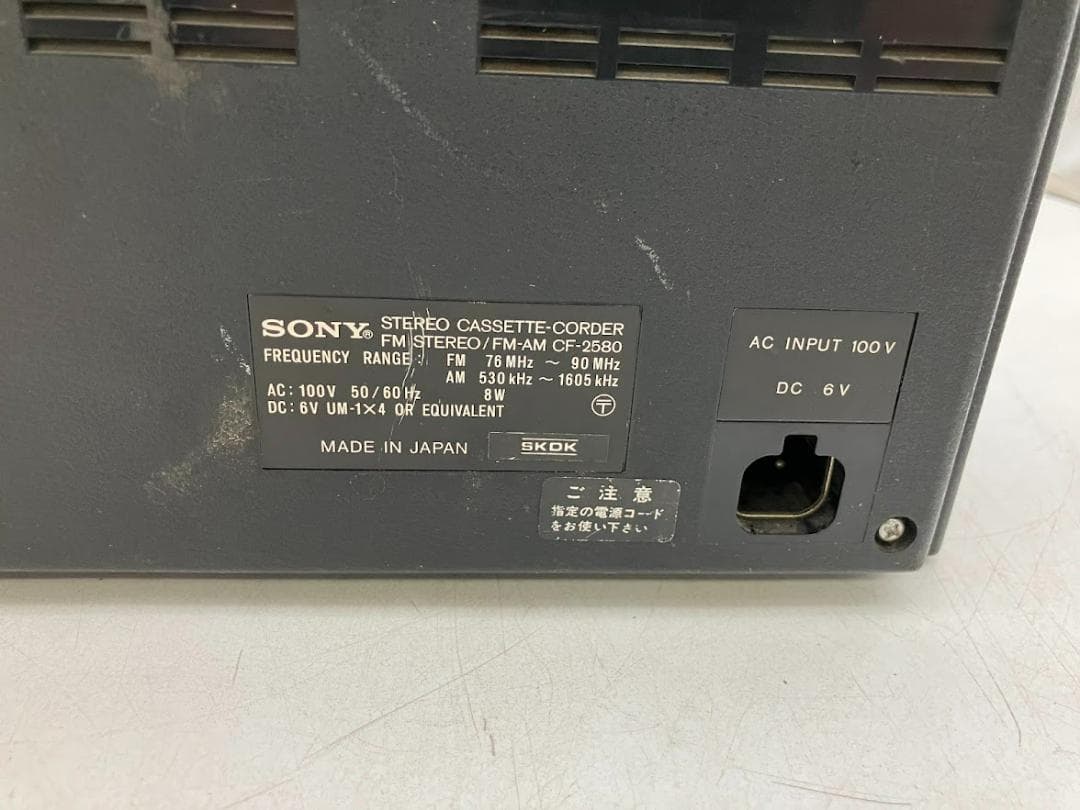 SONY® STEREO CASSETTE-CORDER
FM STEREO/FM-AM CF-2580
FREQUENCY RANGE: FM 76MHz ~ 90MHz
AM 530kHz ~ 1605kHz
AC: 100V 50/60Hz 8W
DC: 6V UM-1×4 OR EQUIVALENT
〒
MADE IN JAPAN SKDK
AC INPUT 100V
DC 6V
ご注意
指定の電源コード
をお使い下さい